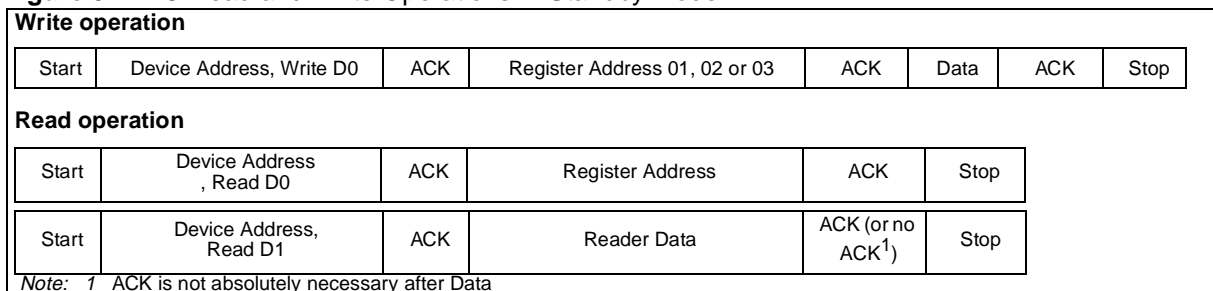 Write operation
Start Device Address, Write D0 ACK Register Address 01, 02 or 03 ACK Data ACK Stop
Read operation
Start Device Address , Read D0 ACK Register Address ACK Stop
Start Device Address, Read D1 ACK Reader Data ACK (or no ACK1) Stop
Note: 1 ACK is not absolutely necessary after Data